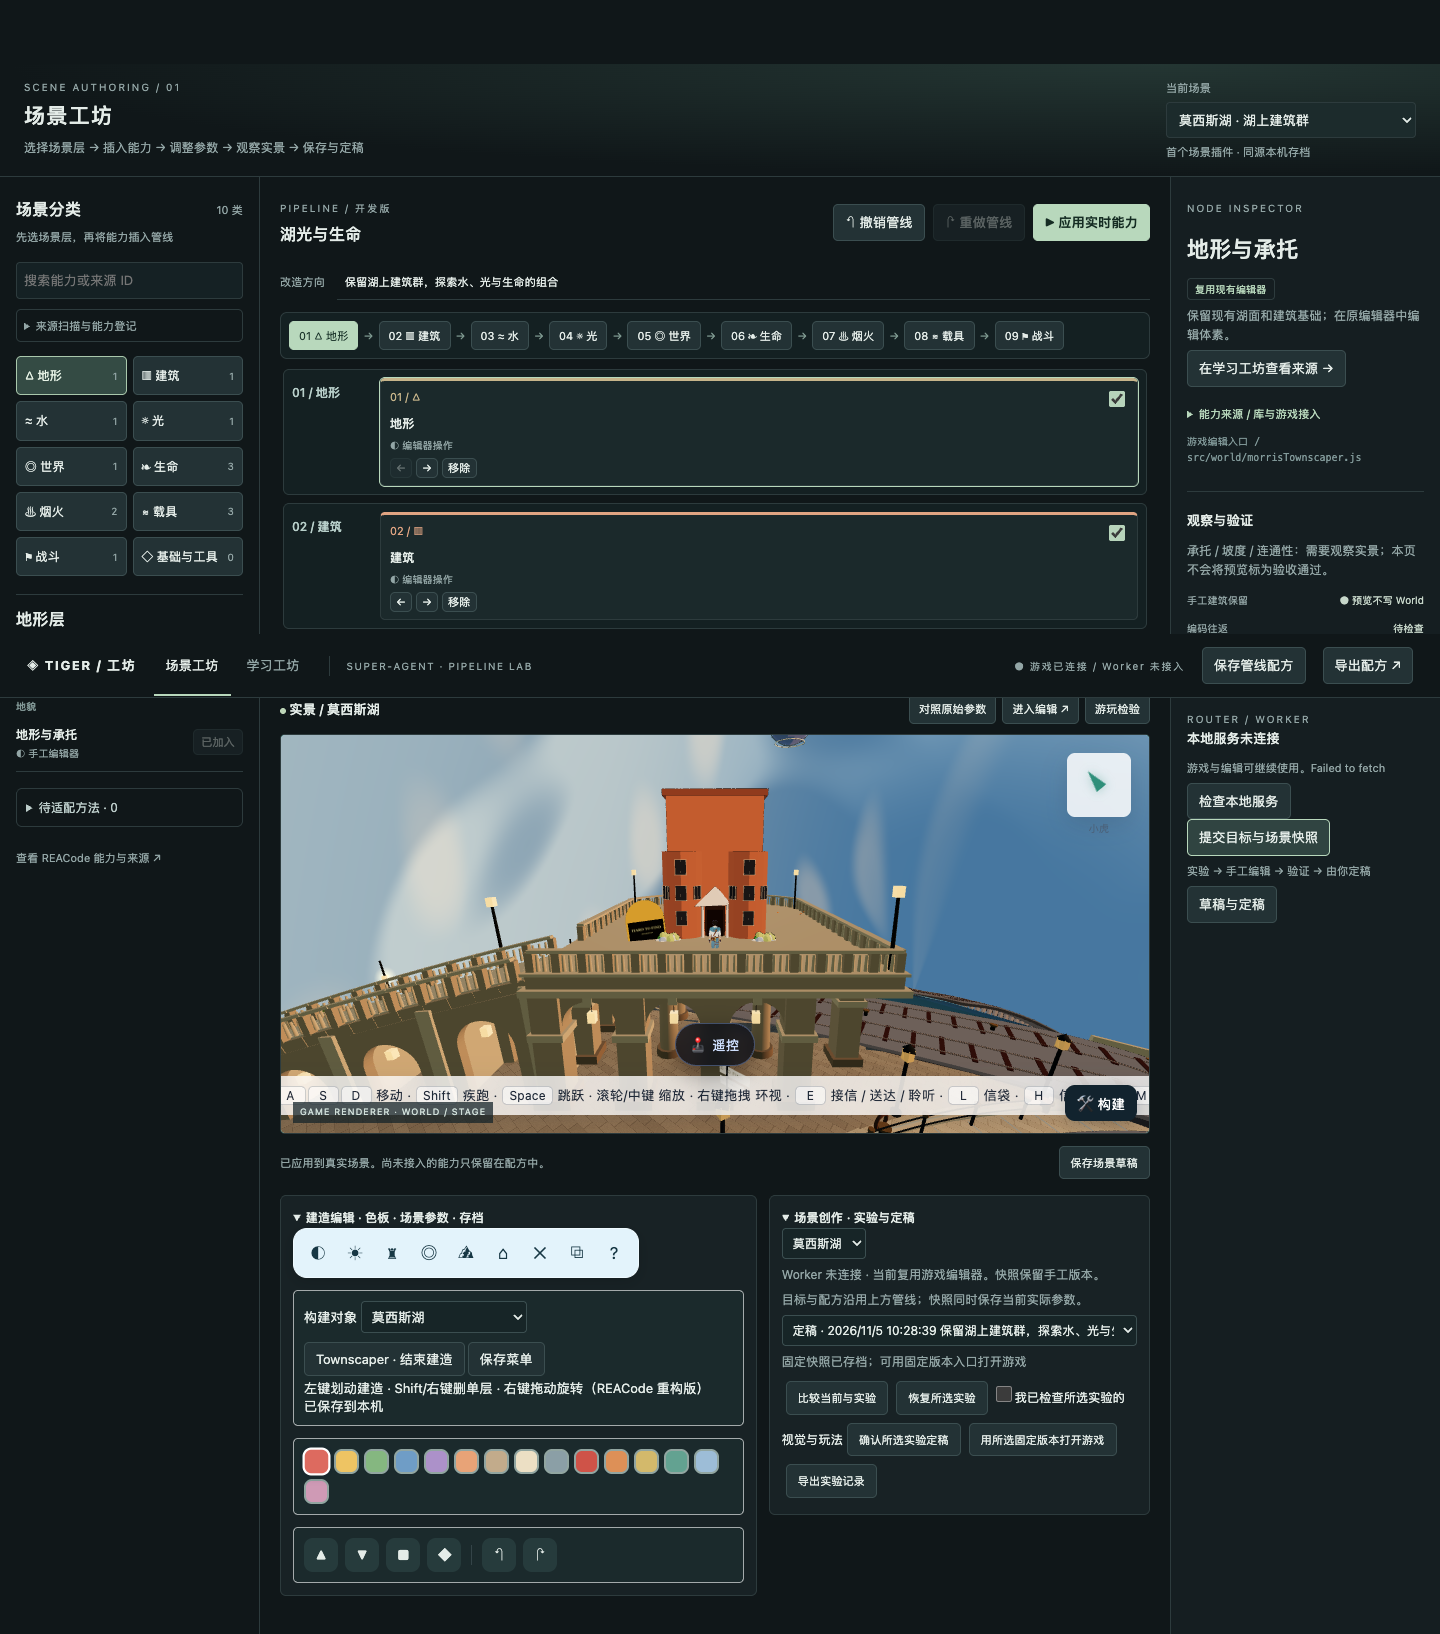 SCENE AUTHORING / 01
场景工坊
选择场景层 → 插入能力 → 调整参数 → 观察实景 → 保存与定稿
当前场景
莫西斯湖 · 湖上建筑群
首个场景插件 · 同源本机存档
场景分类
10 类
先选场景层，再将能力插入管线
搜索能力或来源 ID
▶ 来源扫描与能力登记
地形 1
建筑 1
≈ 水 1
光 1
世界 1
生命 3
烟火 2
载具 3
战斗 1
◇ 基础与工具 0
地形层
PIPELINE / 开发版
湖光与生命
撤销管线
重做管线
▶ 应用实时能力
改造方向
保留湖上建筑群，探索水、光与生命的组合
01 △ 地形 →
02 建筑 →
03 ≈ 水 →
04 光 →
05 ◎ 世界 →
06 生命 →
07 烟火 →
08 ≈ 载具 →
09 战斗
01 / 地形
01 / △
地形
◐ 编辑器操作
← → 移除
02 / 建筑
02 /
建筑
◐ 编辑器操作
← → 移除
NODE INSPECTOR
地形与承托
复用现有编辑器
保留现有湖面和建筑基础；在原编辑器中编
辑体素。
在学习工坊查看来源 →
▶ 能力来源 / 库与游戏接入
游戏编辑入口 /
src/world/morrisTownscaper.js
观察与验证
承托 / 坡度 / 连通性：需要观察实景；本页
不会将预览标为验收通过。
手工建筑保留
● 预览不写 World
编码往返
待检查
◈ TIGER / 工坊
场景工坊
学习工坊
SUPER-AGENT · PIPELINE LAB
● 游戏已连接 / Worker 未接入
保存管线配方
导出配方 ↗
地貌
地形与承托
◐ 手工编辑器
已加入
▶ 待适配方法 · 0
查看 REACode 能力与来源 ↗
● 实景 / 莫西斯湖
对照原始参数
进入编辑 ↗
游玩检验
小虎
遥控
A S D 移动 · Shift 疾跑 · Space 跳跃 · 滚轮/中键 缩放 · 右键拖拽 环视 · E 接信 / 送达 / 聆听 · L 信袋 · H
M
GAME RENDERER · WORLD / STAGE
构建
已应用到真实场景。尚未接入的能力只保留在配方中。
保存场景草稿
ROUTER / WORKER
本地服务未连接
游戏与编辑可继续使用。Failed to fetch
检查本地服务
提交目标与场景快照
实验 → 手工编辑 → 验证 → 由你定稿
草稿与定稿
▼ 建造编辑 · 色板 · 场景参数 · 存档
?
构建对象 莫西斯湖
Townscaper · 结束建造
保存菜单
左键划动建造 · Shift/右键删单层 · 右键拖动旋转（REACode 重构版）
已保存到本机
▼ 场景创作 · 实验与定稿
莫西斯湖
Worker 未连接 · 当前复用游戏编辑器。快照保留手工版本。
目标与配方沿用上方管线；快照同时保存当前实际参数。
定稿 · 2026/11/5 10:28:39 保留湖上建筑群，探索水、光与
固定快照已存档；可用固定版本入口打开游戏
比较当前与实验
恢复所选实验
我已检查所选实验的
视觉与玩法
确认所选实验定稿
用所选固定版本打开游戏
导出实验记录